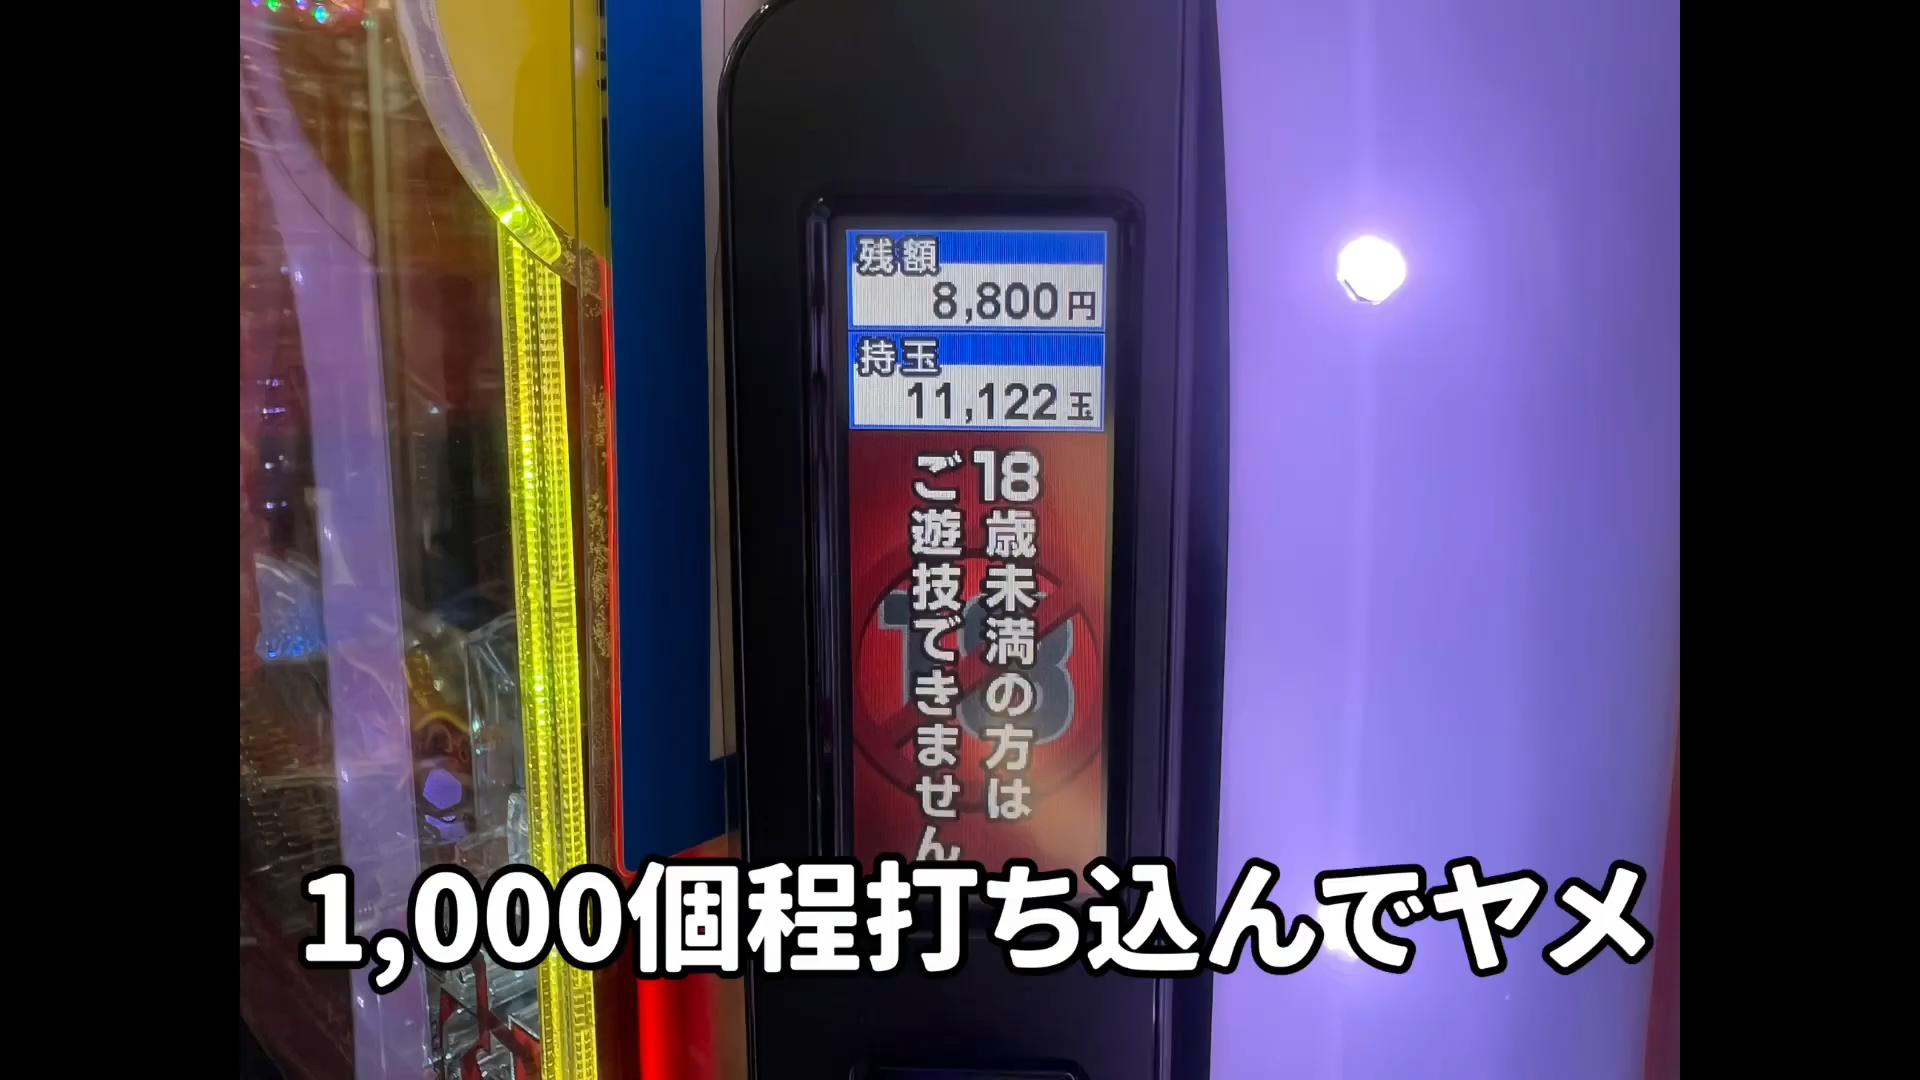 残額
8,800円
持玉
11,122玉
18歳未満の方は
ご遊技できません
1,000個程打ち込んでヤメ